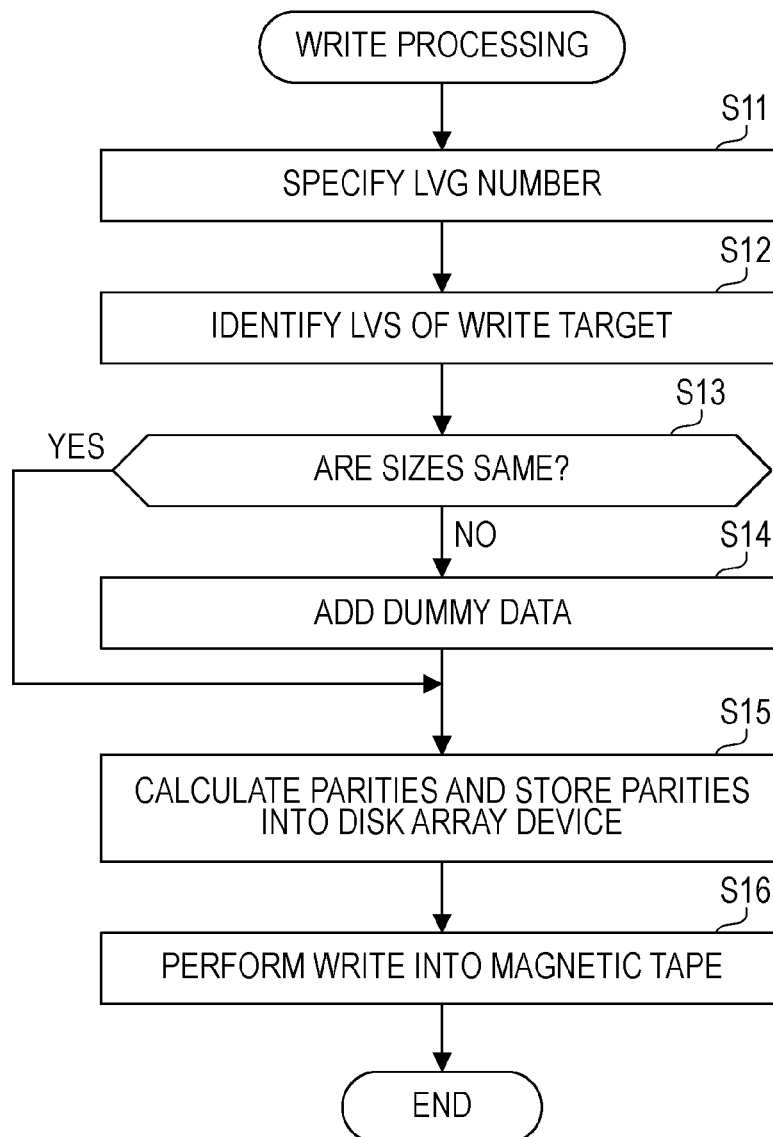 WRITE PROCESSING
S11
SPECIFY LVG NUMBER
S12
IDENTIFY LVS OF WRITE TARGET
S13
YES
ARE SIZES SAME?
NO
S14
ADD DUMMY DATA
S15
CALCULATE PARITIES AND STORE PARITIES
INTO DISK ARRAY DEVICE
S16
PERFORM WRITE INTO MAGNETIC TAPE
END